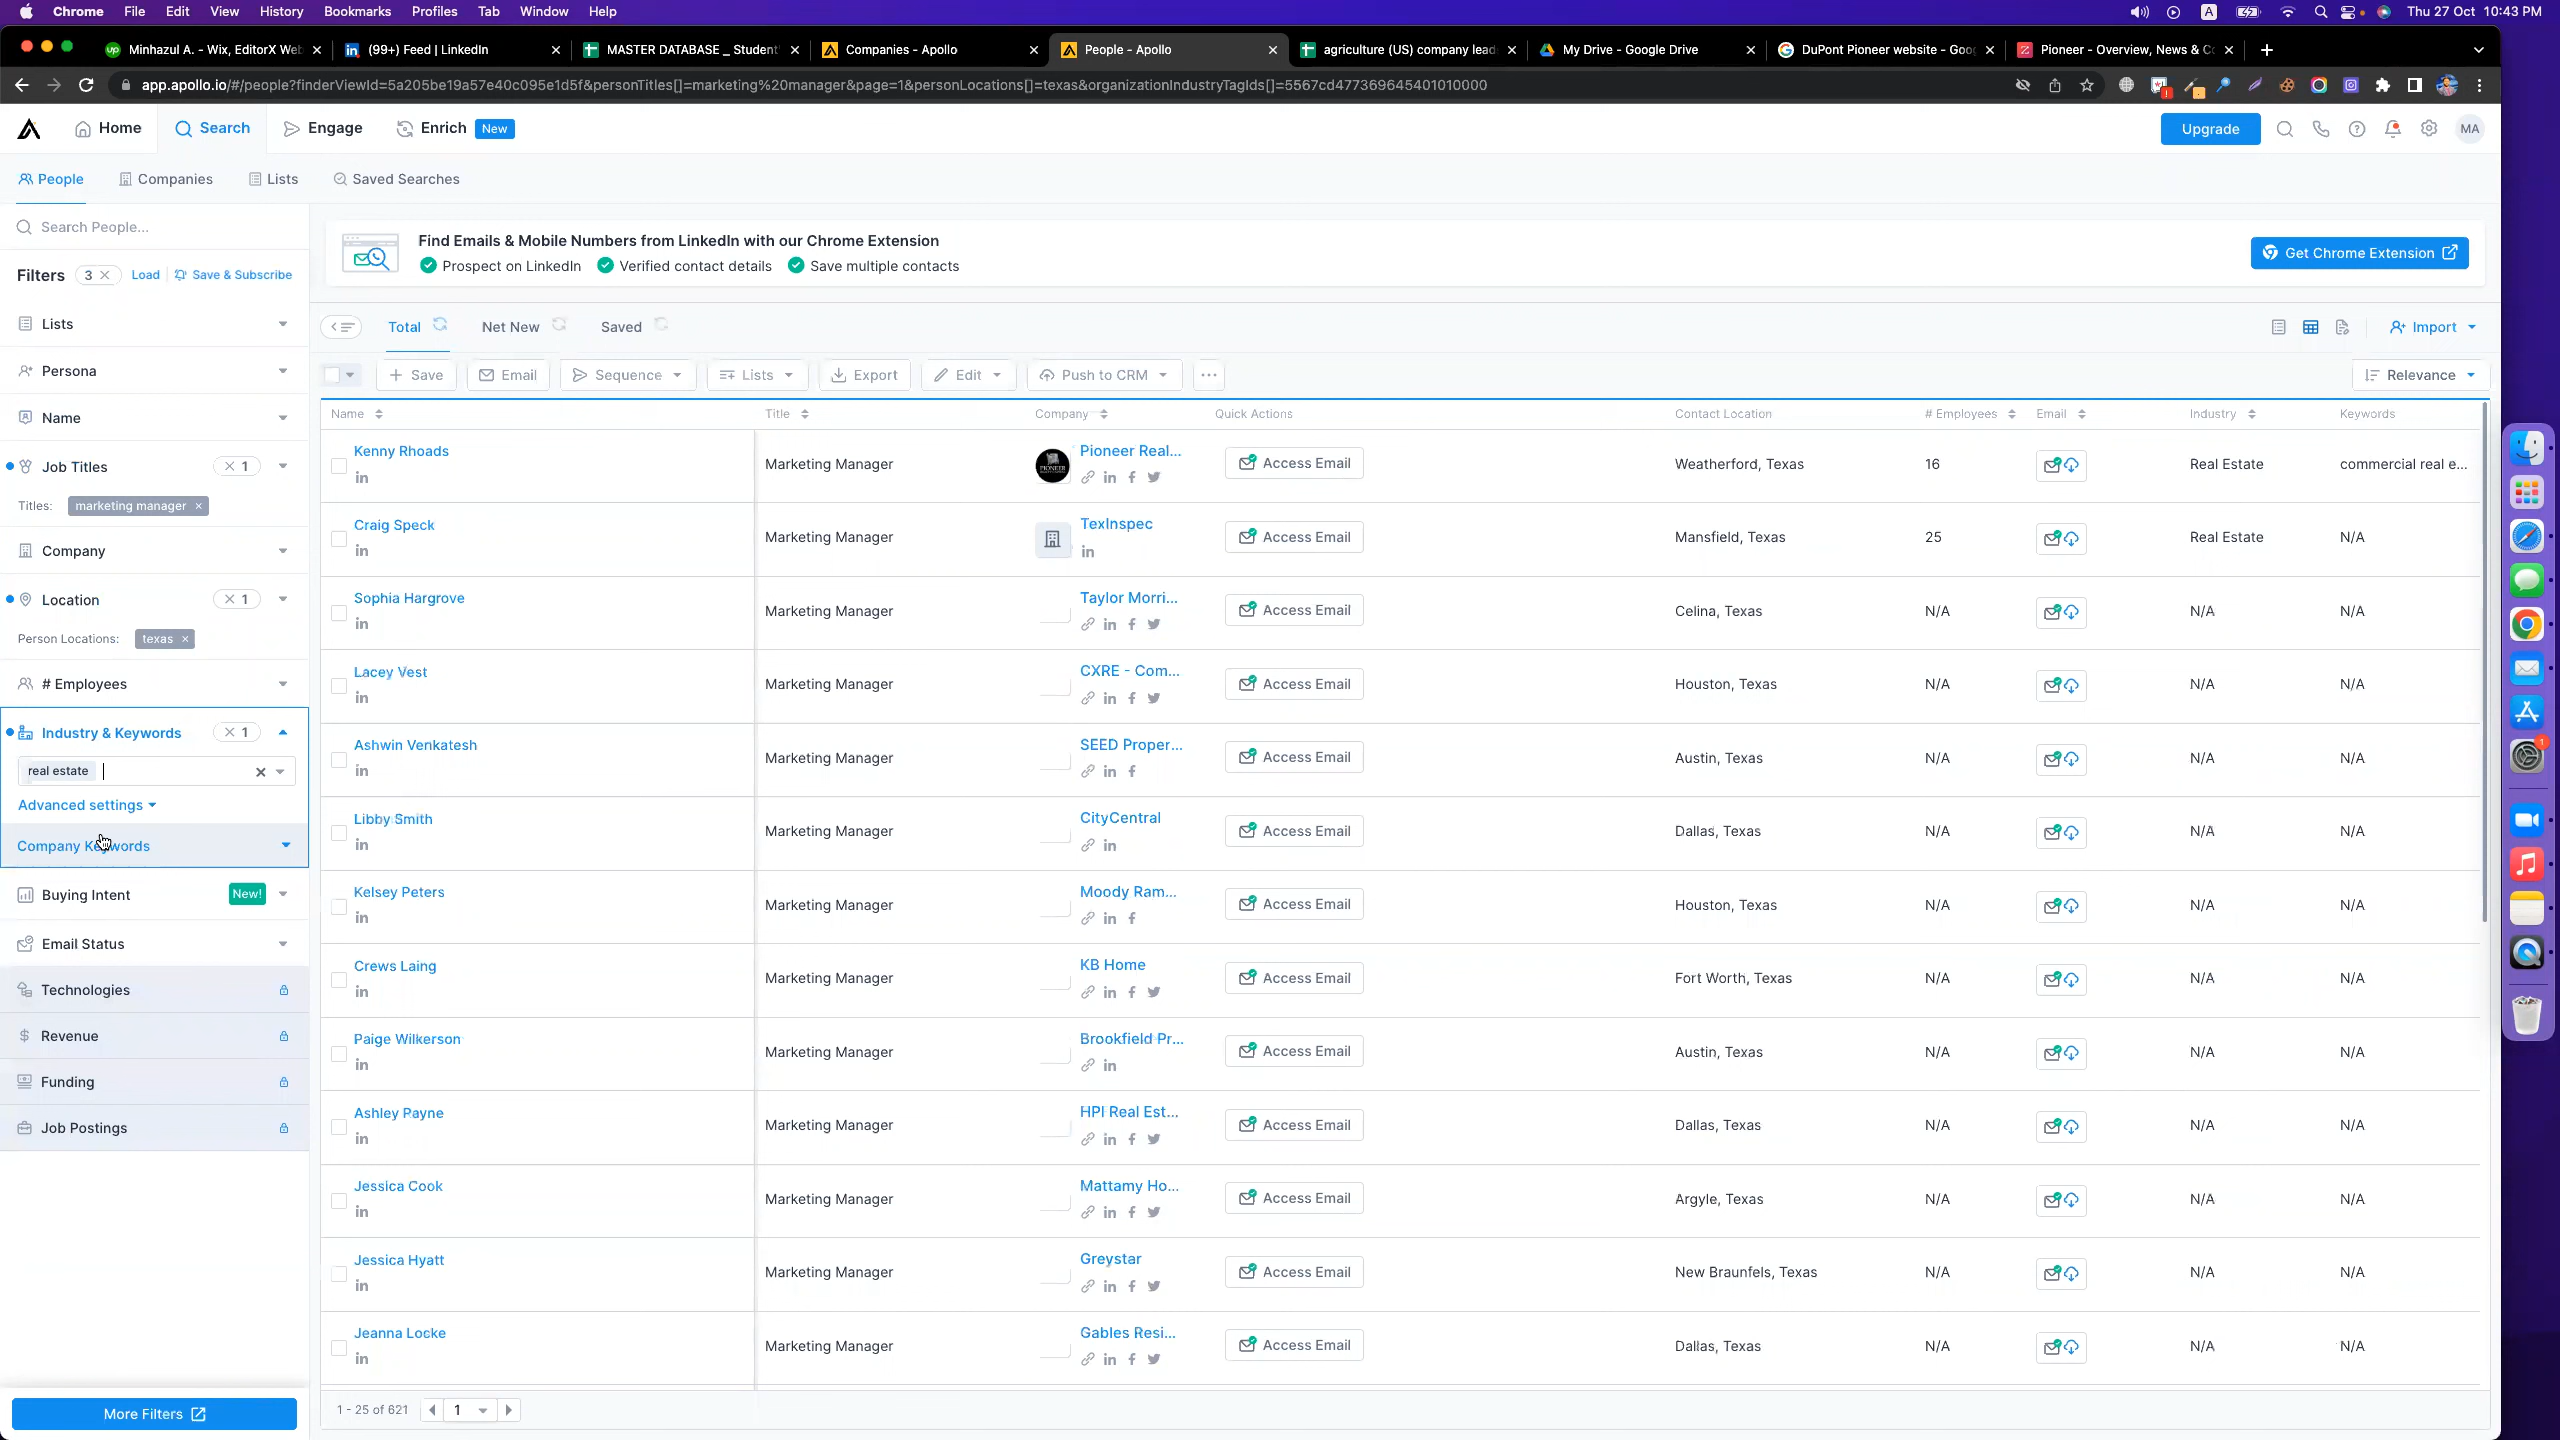 Chrome File Edit View History Bookmarks Profiles Tab Window Help
A Thu 27 Oct 10:43 PM
Minhazul A. - Wix, EditorX Web
(99+) Feed | LinkedIn
MASTER DATABASE _ Student'
Companies - Apollo
People - Apollo
agriculture (US) company lead
My Drive - Google Drive
DuPont Pioneer website - Goo
Pioneer - Overview, News & C
app.apollo.io/#/people?finderViewId=5a205be19a57e40c095e1d5f&personTitles[]=marketing%20manager&page=1&personLocations[]=texas&organizationIndustryTagIds[]=5567cd477369645401010000
Home Search Engage Enrich New Upgrade MA
People Companies Lists Saved Searches
Search People...
Find Emails & Mobile Numbers from LinkedIn with our Chrome Extension
Prospect on LinkedIn Verified contact details Save multiple contacts
Get Chrome Extension
Filters 3 Load Save & Subscribe
Lists
Persona
Name
Job Titles 1
Titles: marketing manager
Company
Location 1
Person Locations: texas
# Employees
Industry & Keywords 1
real estate
Advanced settings
Company Keywords
Buying Intent New!
Email Status
Technologies
Revenue
Funding
Job Postings
More Filters
Total Net New Saved Import
Save Email Sequence Lists Export Edit Push to CRM ... Relevance
Name Title Company Quick Actions Contact Location # Employees Email Industry Keywords
Kenny Rhoads Marketing Manager Pioneer Real... Access Email Weatherford, Texas 16 Real Estate commercial real e...
Craig Speck Marketing Manager TexInspec Access Email Mansfield, Texas 25 Real Estate N/A
Sophia Hargrove Marketing Manager Taylor Morri... Access Email Celina, Texas N/A N/A N/A
Lacey Vest Marketing Manager CXRE - Com... Access Email Houston, Texas N/A N/A N/A
Ashwin Venkatesh Marketing Manager SEED Proper... Access Email Austin, Texas N/A N/A N/A
Libby Smith Marketing Manager CityCentral Access Email Dallas, Texas N/A N/A N/A
Kelsey Peters Marketing Manager Moody Ram... Access Email Houston, Texas N/A N/A N/A
Crews Laing Marketing Manager KB Home Access Email Fort Worth, Texas N/A N/A N/A
Paige Wilkerson Marketing Manager Brookfield Pr... Access Email Austin, Texas N/A N/A N/A
Ashley Payne Marketing Manager HPI Real Est... Access Email Dallas, Texas N/A N/A N/A
Jessica Cook Marketing Manager Mattamy Ho... Access Email Argyle, Texas N/A N/A N/A
Jessica Hyatt Marketing Manager Greystar Access Email New Braunfels, Texas N/A N/A N/A
Jeanna Locke Marketing Manager Gables Resi... Access Email Dallas, Texas N/A N/A N/A
1 - 25 of 621 1